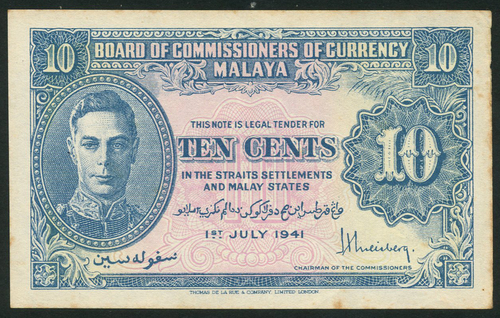 10
BOARD OF COMMISSIONERS OF CURRENCY
10
MALAYA
THIS NOTE IS LEGAL TENDER FOR
TEN CENTS
10
IN THE STRAITS SETTLEMENTS
AND MALAY STATES
1ST JULY 1941
سڤوله سين
CHAIRMAN OF THE COMMISSIONERS
THOMAS DE LA RUE & COMPANY, LIMITED LONDON